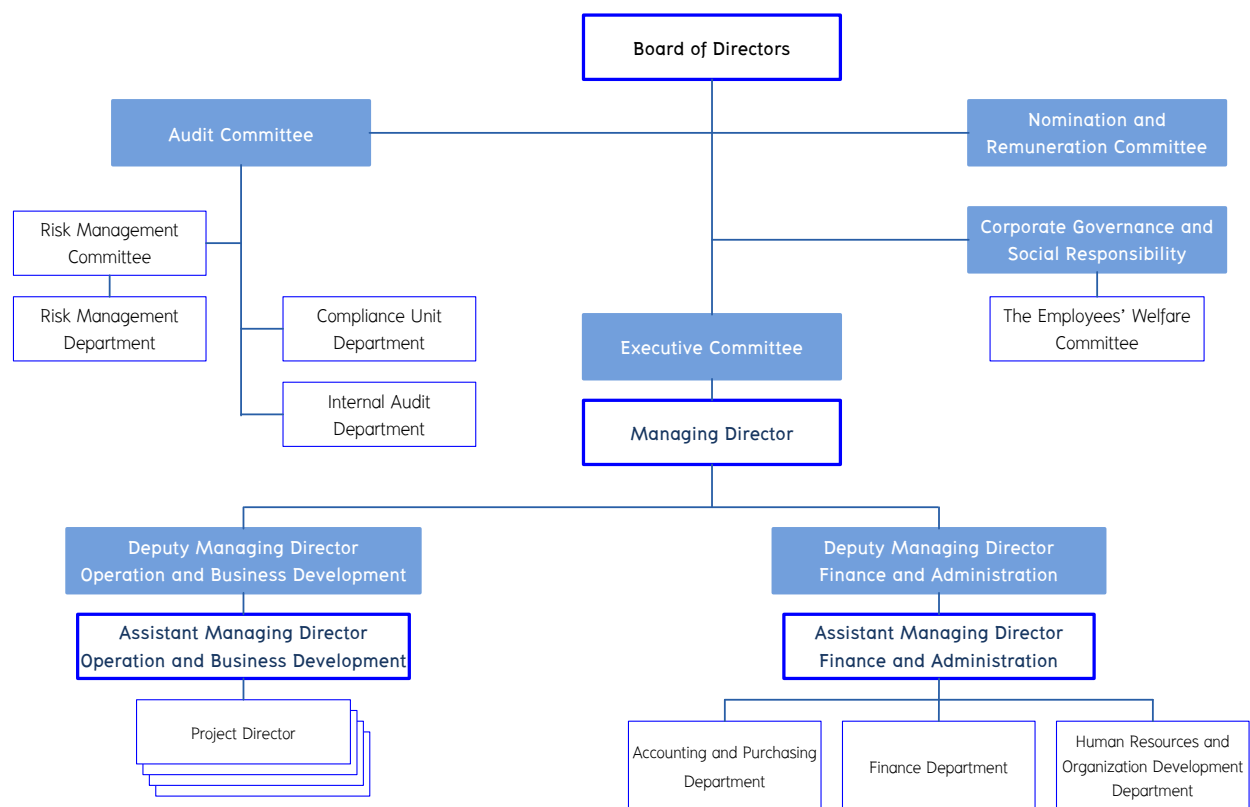 Board of Directors
Audit Committee
Nomination and
Remuneration Committee
Risk Management
Committee
Corporate Governance and
Social Responsibility
Risk Management
Department
Compliance Unit
Department
The Employees’ Welfare
Committee
Executive Committee
Internal Audit
Department
Managing Director
Deputy Managing Director
Operation and Business Development
Deputy Managing Director
Finance and Administration
Assistant Managing Director
Operation and Business Development
Assistant Managing Director
Finance and Administration
Project Director
Accounting and Purchasing
Department
Finance Department
Human Resources and
Organization Development
Department